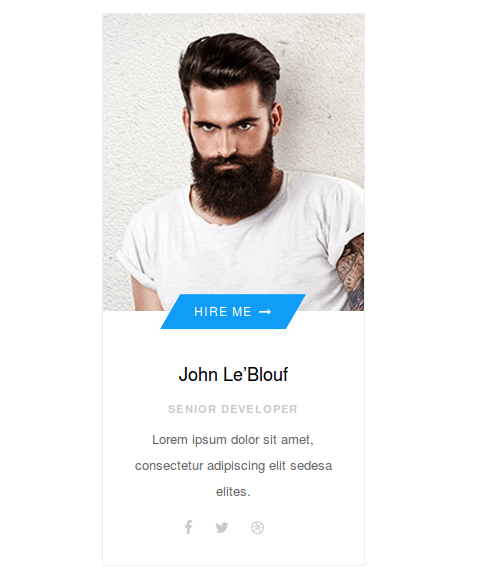 HIRE ME →
John Le’Blouf
SENIOR DEVELOPER
Lorem ipsum dolor sit amet,
consectetur adipiscing elit sedesa
elites.